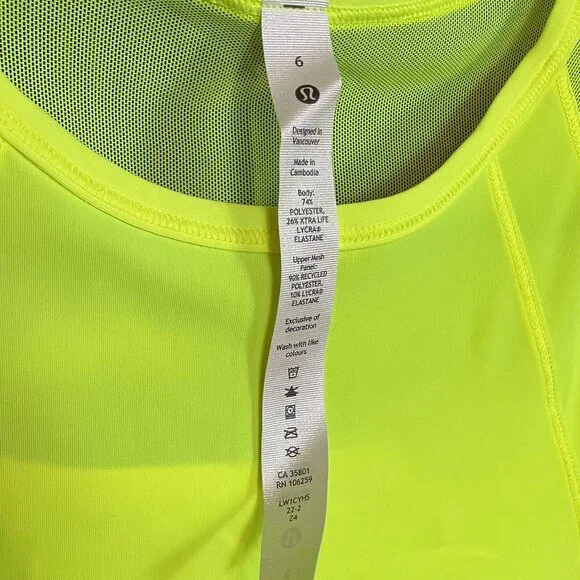 6
Designed in
Vancouver
Made in
Cambodia
Body:
74%
POLYESTER,
26% XTRA LIFE
LYCRA®
ELASTANE
Upper Mesh
Panel:
90% RECYCLED
POLYESTER,
10% LYCRA®
ELASTANE
Exclusive of
decoration
Wash with like
colours
CA 35801
RN 106259
LW1CYHS
22-2
Z4
6